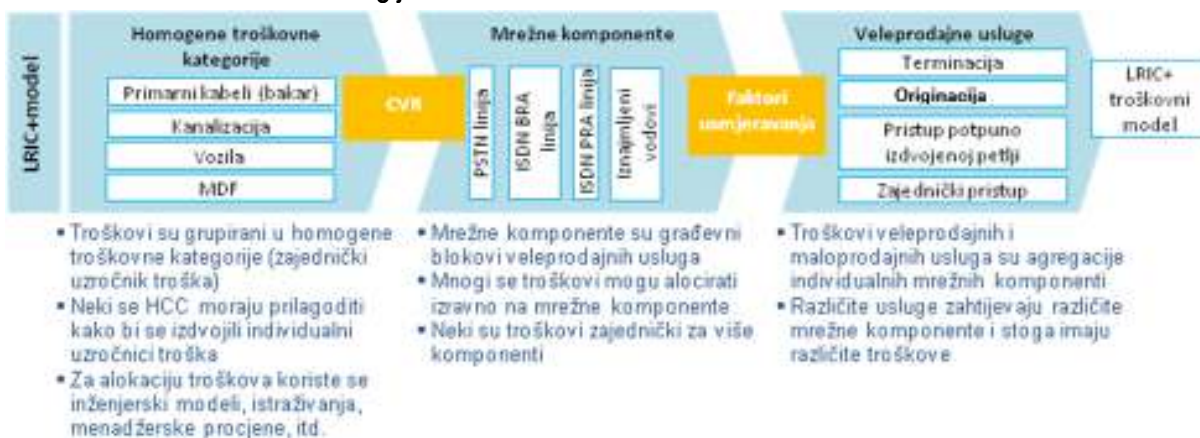 LRIC+model
Homogene troškovne
kategorije
Primarni kabeli (bakar)
Kanalizacija
Vozila
MDF
CVR
Mrežne komponente
PSTN linija
ISDN BRA
linija
ISDN PRA linija
Iznajmljeni
vodovi
Faktori
usmjeravanja
Veleprodajne usluge
Terminacija
Originacija
Pristup potpuno
izdvojenoj petlji
Zajednički pristup
LRIC+
troškovni
model
▪ Troškovi su grupirani u homogene
troškovne kategorije (zajednički
uzročnik troška)
▪ Neki se HCC moraju prilagoditi
kako bi se izdvojili individualni
uzročnici troška
▪ Za alokaciju troškova koriste se
inženjerski modeli, istraživanja,
menadžerske procjene, itd.
▪ Mrežne komponente su građevni
blokovi veleprodajnih usluga
▪ Mnogi se troškovi mogu alocirati
izravno na mrežne komponente
▪ Neki su troškovi zajednički za više
komponenti
▪ Troškovi veleprodajnih i
maloprodajnih usluga su agregacije
individualnih mrežnih komponenti
▪ Različite usluge zahtijevaju različite
mrežne komponente i stoga imaju
različite troškove